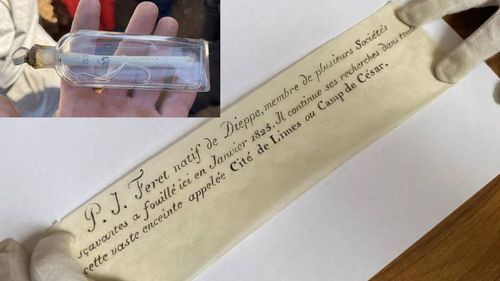 P. J. Feret natif de Dieppe, membre de plusieurs Sociétés
sçavantes a fouillé ici en Janvier 1825. Il continue ses recherches dans toute
cette vaste enceinte appelée Cité de Limes ou Camp de César.